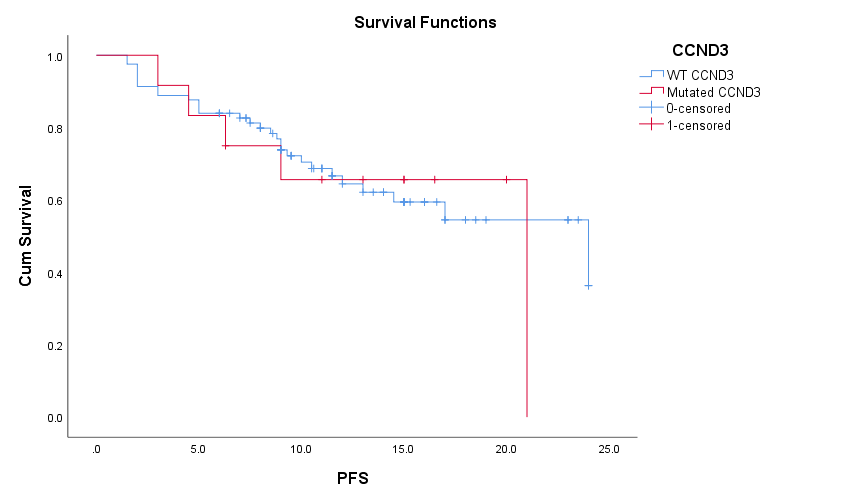 Survival Functions
CCND3
WT CCND3
Mutated CCND3
0-censored
1-censored
1.0
0.8
0.6
0.4
0.2
0.0
Cum Survival
.0 5.0 10.0 15.0 20.0 25.0
PFS